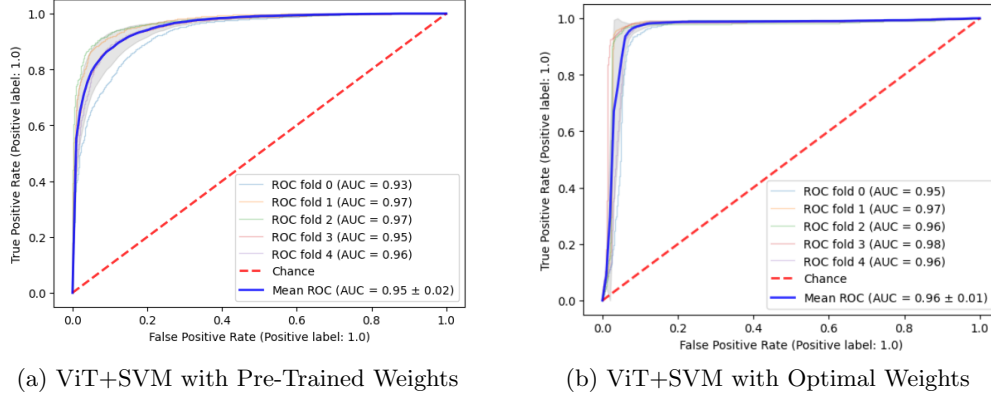 1.0
0.8
0.6
0.4
0.2
0.0
True Positive Rate (Positive label: 1.0)
ROC fold 0 (AUC = 0.93)
ROC fold 1 (AUC = 0.97)
ROC fold 2 (AUC = 0.97)
ROC fold 3 (AUC = 0.95)
ROC fold 4 (AUC = 0.96)
Chance
Mean ROC (AUC = 0.95 ± 0.02)
0.0 0.2 0.4 0.6 0.8 1.0
False Positive Rate (Positive label: 1.0)
(a) ViT+SVM with Pre-Trained Weights
1.0
0.8
0.6
0.4
0.2
0.0
True Positive Rate (Positive label: 1.0)
ROC fold 0 (AUC = 0.95)
ROC fold 1 (AUC = 0.97)
ROC fold 2 (AUC = 0.96)
ROC fold 3 (AUC = 0.98)
ROC fold 4 (AUC = 0.96)
Chance
Mean ROC (AUC = 0.96 ± 0.01)
0.0 0.2 0.4 0.6 0.8 1.0
False Positive Rate (Positive label: 1.0)
(b) ViT+SVM with Optimal Weights